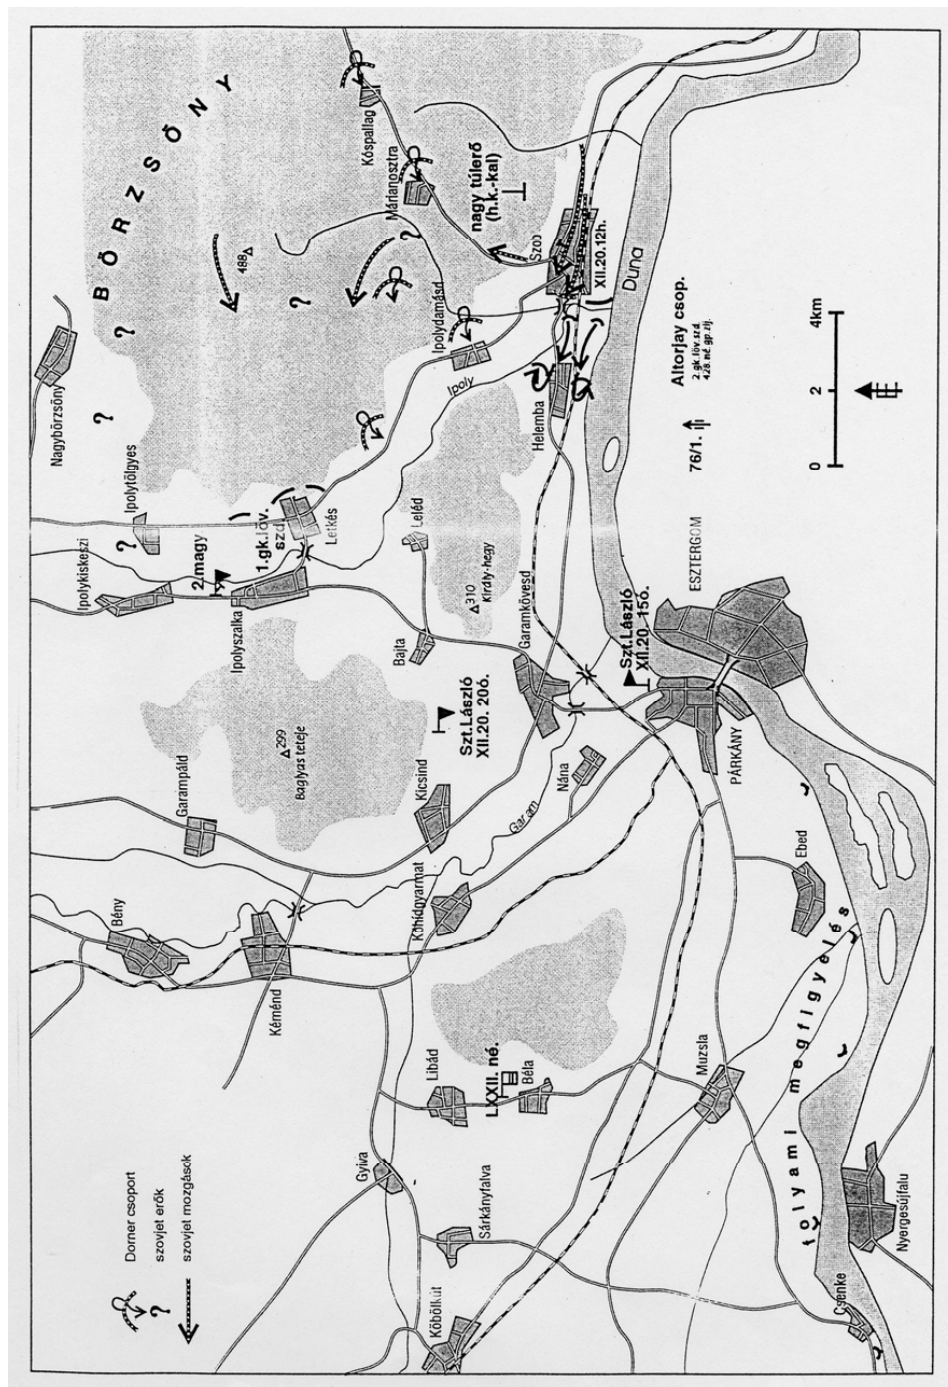 Dorner csoport
szovjet erők
?
szovjet mozgások
Nagybörzsöny
BÖRZSÖNY
?
?
?
?
?
Ipolytölgyes
Ipolykiskeszi
2.magy
1.gk.löv.
szd.
Letkés
Ipolyszalka
Garampáld
Bény
299
Baglyas teteje
Kéménd
488
Kóspallag
Márianosztra
Ipolydamásd
Ipoly
nagy túlerő
(h.k.-kal)
Szob
XII.20.12h.
Duna
Helemba
Leléd
310
Király-hegy
Bajta
Garamkövesd
Szt.László
XII.20. 20ó.
Kicsind
Nána
Garam
Kőhídgyarmat
Gyiva
Libád
LXXII. né.
Béla
Sárkányfalva
Köbölkút
Altorjay csop.
2.gk.löv.szd.
428.né.gp.zlj.
76/1.
0 2 4km
ESZTERGOM
Szt.László
XII.20. 15ó.
PÁRKÁNY
Ebed
Muzsla
folyami megfigyelés
Nyergesújfalu
Csenke